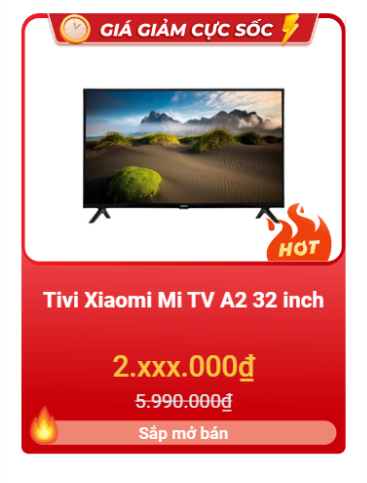 GIÁ GIẢM CỰC SỐC
HOT
Tivi Xiaomi Mi TV A2 32 inch
2.xxx.000₫
5.990.000₫
Sắp mở bán